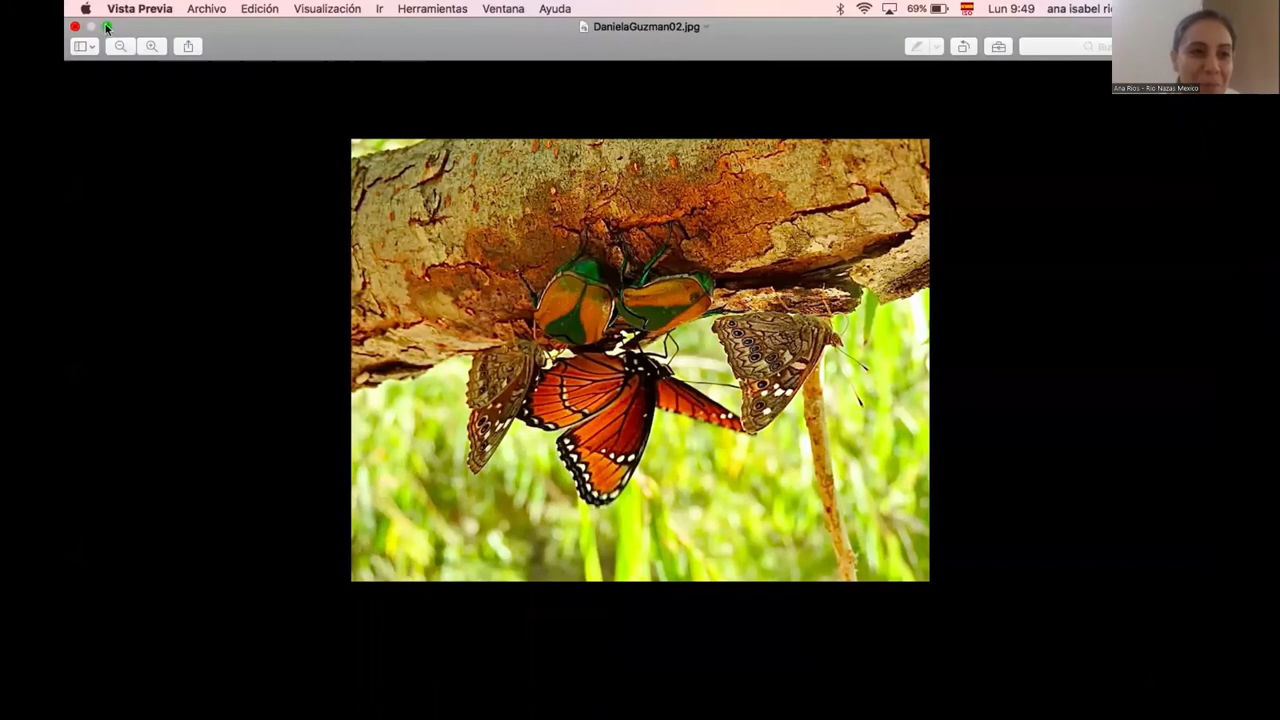 Vista Previa Archivo Edición Visualización Ir Herramientas Ventana Ayuda 69% ISO Lun 9:49 ana isabel
DanielaGuzman02.jpg
Ana Rios - Rio Nazas Mexico